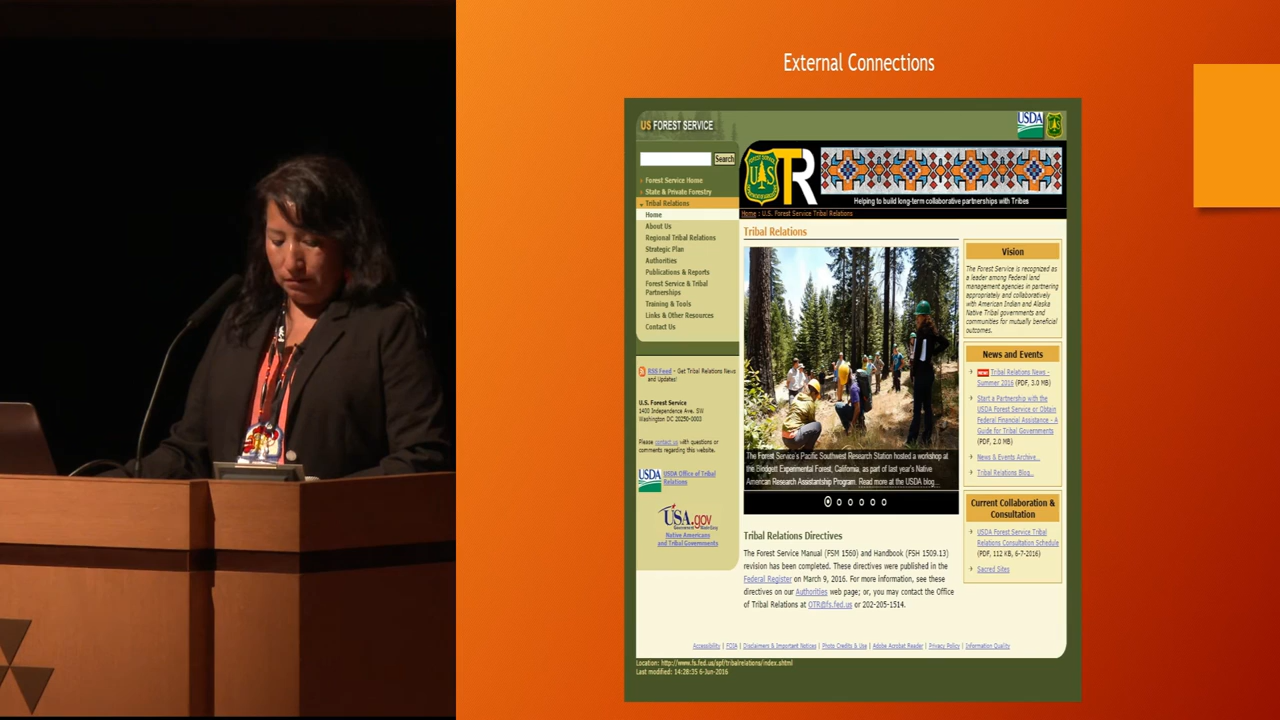 External Connections
US FOREST SERVICE
USDA
Search
Forest Service Home
State & Private Forestry
Tribal Relations
Home
About Us
Regional Tribal Relations
Strategic Plan
Authorities
Publications & Reports
Forest Service & Tribal
Partnerships
Training & Tools
Links & Other Resources
Contact Us
RSS Feed - Get Tribal Relations News
and Updates!
U.S. Forest Service
1400 Independence Ave, SW
Washington DC 20250-0003
Please contact us with questions or
comments regarding this website.
USDA
USDA Office of Tribal
Relations
USA.gov
Native Americans
and Tribal Governments
US
TR
Helping to build long-term collaborative partnerships with Tribes
Home : U.S. Forest Service Tribal Relations
Tribal Relations
The Forest Service's Pacific Southwest Research Station hosted a workshop at
the Blodgett Experimental Forest, California, as part of last year's Native
American Research Assistantship Program. Read more at the USDA blog...
Tribal Relations Directives
The Forest Service Manual (FSM 1560) and Handbook (FSH 1509.13)
revision has been completed. These directives were published in the
Federal Register on March 9, 2016. For more information, see these
directives on our Authorities web page; or, you may contact the Office
of Tribal Relations at OTR@fs.fed.us or 202-205-1514.
Vision
The Forest Service is recognized as
a leader among Federal land
management agencies in partnering
appropriately and collaboratively
with American Indian and Alaska
Native Tribal governments and
communities for mutually beneficial
outcomes.
News and Events
Tribal Relations News -
Summer 2016 (PDF, 3.0 MB)
Start a Partnership with the
USDA Forest Service or Obtain
Federal Financial Assistance - A
Guide for Tribal Governments
(PDF, 2.0 MB)
News & Events Archive...
Tribal Relations Blog...
Current Collaboration &
Consultation
USDA Forest Service Tribal
Relations Consultation Schedule
(PDF, 112 KB, 6-7-2016)
Sacred Sites
Accessibility | FOIA | Disclaimers & Important Notices | Photo Credits & Use | Adobe Acrobat Reader | Privacy Policy | Information Quality
Location: http://www.fs.fed.us/spf/tribalrelations/index.shtml
Last modified: 14:28:35 6-Jun-2016